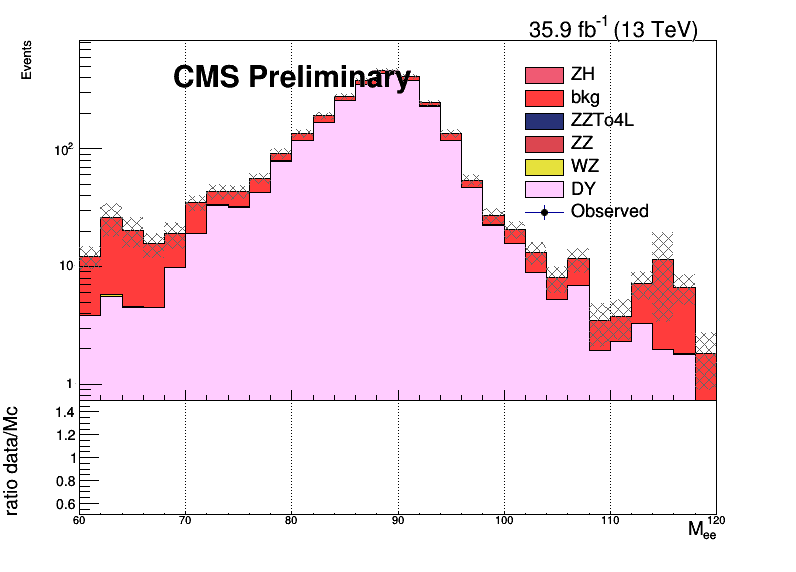 35.9 fb-1 (13 TeV)
Events
CMS Preliminary
ZH
bkg
ZZTo4L
ZZ
WZ
DY
Observed
10²
10
1
ratio data/Mc
1.4
1.2
1
0.8
0.6
60 70 80 90 100 110 120
Mee